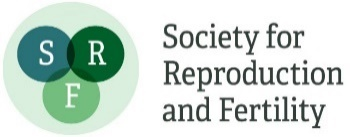 S R
F
Society for
Reproduction
and Fertility